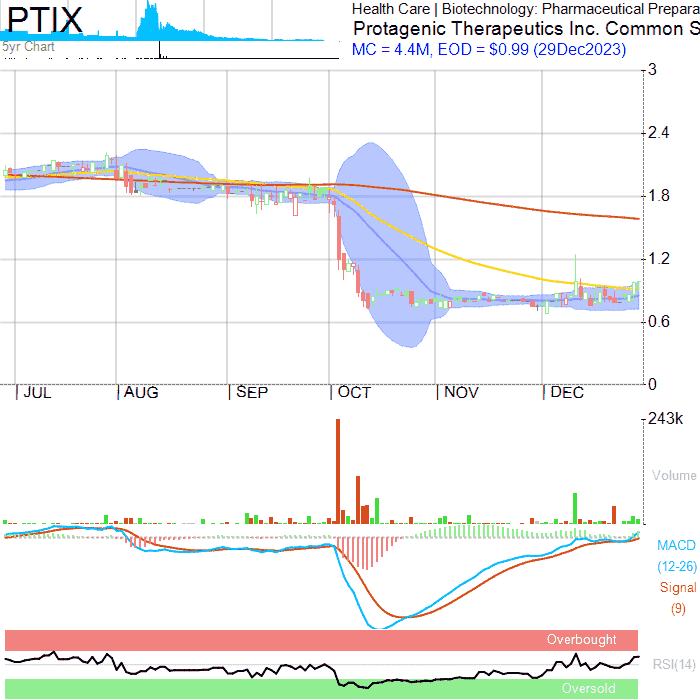 PTIX
5yr Chart
Health Care | Biotechnology: Pharmaceutical Prepara
Protagenic Therapeutics Inc. Common S
MC = 4.4M, EOD = $0.99 (29Dec2023)
3
2.4
1.8
1.2
0.6
0
JUL AUG SEP OCT NOV DEC
243k
Volume
MACD
(12-26)
Signal
(9)
Overbought
RSI(14)
Oversold